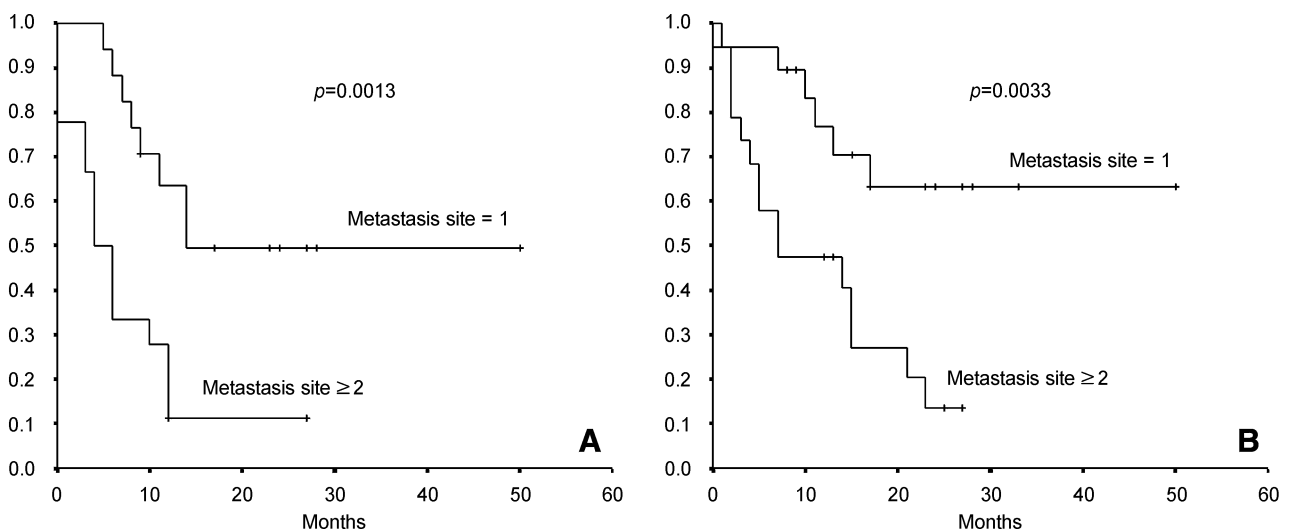 1.0
0.9
0.8
0.7
0.6
0.5
0.4
0.3
0.2
0.1
0.0
p=0.0013
Metastasis site = 1
Metastasis site ≥ 2
A
0 10 20 30 40 50 60
Months
1.0
0.9
0.8
0.7
0.6
0.5
0.4
0.3
0.2
0.1
0.0
p=0.0033
Metastasis site = 1
Metastasis site ≥ 2
B
0 10 20 30 40 50 60
Months